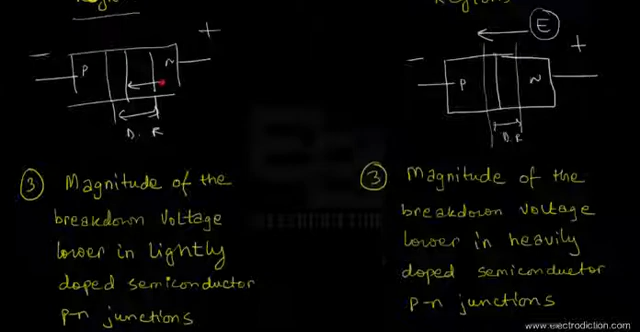 Regions
E
- +
- +
P N
P N
D. R
D. R
③ Magnitude of the
breakdown voltage
lower in lightly
doped semiconductor
p-n junctions
③ Magnitude of the
breakdown voltage
lower in heavily
doped semiconductor
p-n junctions
www.electrodiction.com